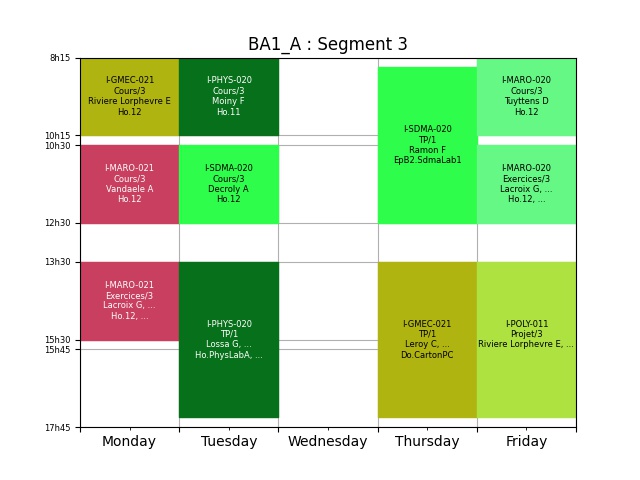 BA1_A : Segment 3
8h15
10h15
10h30
12h30
13h30
15h30
15h45
17h45
I-GMEC-021
Cours/3
Riviere Lorphevre E
Ho.12
I-MARO-021
Cours/3
Vandaele A
Ho.12
I-MARO-021
Exercices/3
Lacroix G, ...
Ho.12, ...
I-PHYS-020
Cours/3
Moiny F
Ho.11
I-SDMA-020
Cours/3
Decroly A
Ho.12
I-PHYS-020
TP/1
Lossa G, ...
Ho.PhysLabA, ...
I-SDMA-020
TP/1
Ramon F
EpB2.SdmaLab1
I-GMEC-021
TP/1
Leroy C, ...
Do.CartonPC
I-MARO-020
Cours/3
Tuyttens D
Ho.12
I-MARO-020
Exercices/3
Lacroix G, ...
Ho.12, ...
I-POLY-011
Projet/3
Riviere Lorphevre E, ...
Monday
Tuesday
Wednesday
Thursday
Friday